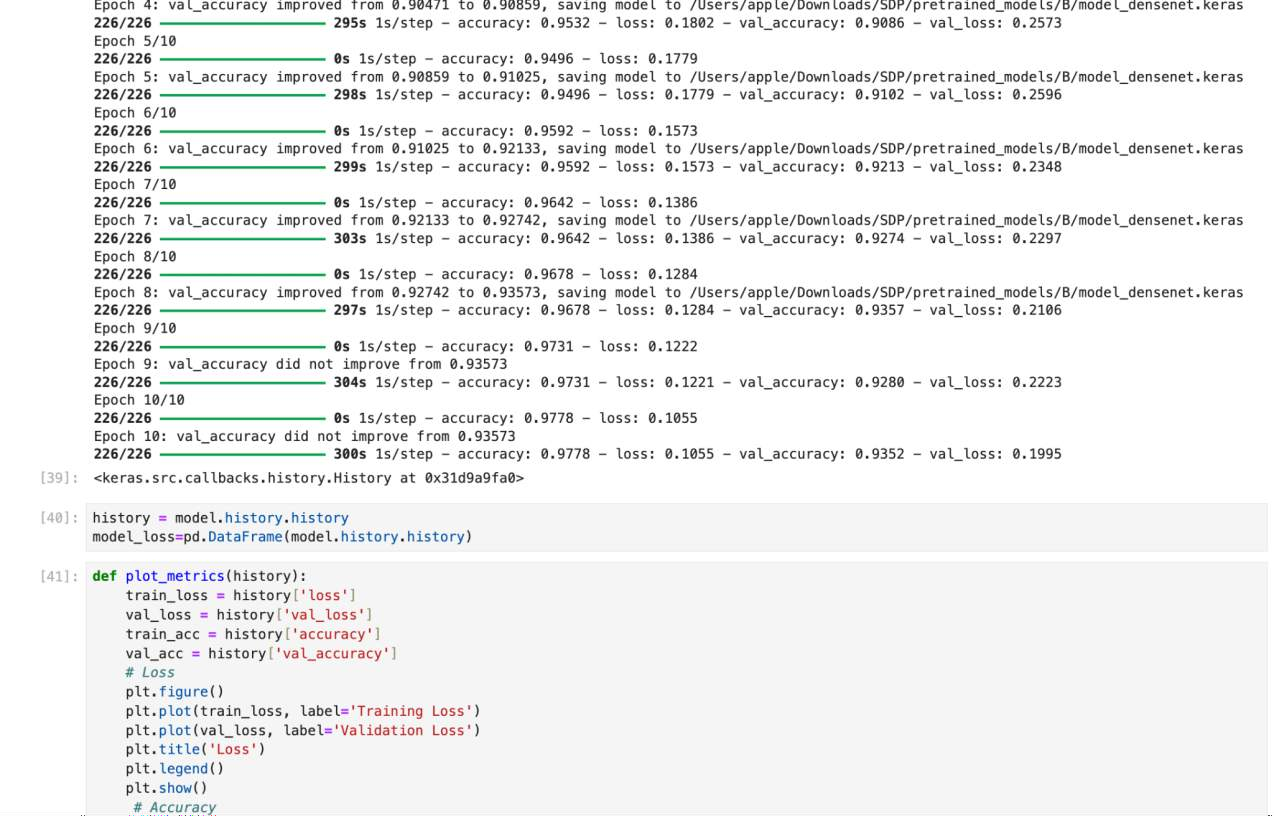 Epoch 4: val_accuracy improved from 0.90471 to 0.90859, saving model to /Users/apple/Downloads/SDP/pretrained_models/B/model_densenet.keras
226/226 ━━━━━━━━━━━━━━━━━━━━ 295s 1s/step - accuracy: 0.9532 - loss: 0.1802 - val_accuracy: 0.9086 - val_loss: 0.2573
Epoch 5/10
226/226 ━━━━━━━━━━━━━━━━━━━━ 0s 1s/step - accuracy: 0.9496 - loss: 0.1779
Epoch 5: val_accuracy improved from 0.90859 to 0.91025, saving model to /Users/apple/Downloads/SDP/pretrained_models/B/model_densenet.keras
226/226 ━━━━━━━━━━━━━━━━━━━━ 298s 1s/step - accuracy: 0.9496 - loss: 0.1779 - val_accuracy: 0.9102 - val_loss: 0.2596
Epoch 6/10
226/226 ━━━━━━━━━━━━━━━━━━━━ 0s 1s/step - accuracy: 0.9592 - loss: 0.1573
Epoch 6: val_accuracy improved from 0.91025 to 0.92133, saving model to /Users/apple/Downloads/SDP/pretrained_models/B/model_densenet.keras
226/226 ━━━━━━━━━━━━━━━━━━━━ 299s 1s/step - accuracy: 0.9592 - loss: 0.1573 - val_accuracy: 0.9213 - val_loss: 0.2348
Epoch 7/10
226/226 ━━━━━━━━━━━━━━━━━━━━ 0s 1s/step - accuracy: 0.9642 - loss: 0.1386
Epoch 7: val_accuracy improved from 0.92133 to 0.92742, saving model to /Users/apple/Downloads/SDP/pretrained_models/B/model_densenet.keras
226/226 ━━━━━━━━━━━━━━━━━━━━ 303s 1s/step - accuracy: 0.9642 - loss: 0.1386 - val_accuracy: 0.9274 - val_loss: 0.2297
Epoch 8/10
226/226 ━━━━━━━━━━━━━━━━━━━━ 0s 1s/step - accuracy: 0.9678 - loss: 0.1284
Epoch 8: val_accuracy improved from 0.92742 to 0.93573, saving model to /Users/apple/Downloads/SDP/pretrained_models/B/model_densenet.keras
226/226 ━━━━━━━━━━━━━━━━━━━━ 297s 1s/step - accuracy: 0.9678 - loss: 0.1284 - val_accuracy: 0.9357 - val_loss: 0.2106
Epoch 9/10
226/226 ━━━━━━━━━━━━━━━━━━━━ 0s 1s/step - accuracy: 0.9731 - loss: 0.1222
Epoch 9: val_accuracy did not improve from 0.93573
226/226 ━━━━━━━━━━━━━━━━━━━━ 304s 1s/step - accuracy: 0.9731 - loss: 0.1221 - val_accuracy: 0.9280 - val_loss: 0.2223
Epoch 10/10
226/226 ━━━━━━━━━━━━━━━━━━━━ 0s 1s/step - accuracy: 0.9778 - loss: 0.1055
Epoch 10: val_accuracy did not improve from 0.93573
226/226 ━━━━━━━━━━━━━━━━━━━━ 300s 1s/step - accuracy: 0.9778 - loss: 0.1055 - val_accuracy: 0.9352 - val_loss: 0.1995
[39]: <keras.src.callbacks.history.History at 0x31d9a9fa0>
[40]: history = model.history.history
model_loss=pd.DataFrame(model.history.history)
[41]: def plot_metrics(history):
    train_loss = history['loss']
    val_loss = history['val_loss']
    train_acc = history['accuracy']
    val_acc = history['val_accuracy']
    # Loss
    plt.figure()
    plt.plot(train_loss, label='Training Loss')
    plt.plot(val_loss, label='Validation Loss')
    plt.title('Loss')
    plt.legend()
    plt.show()
     # Accuracy